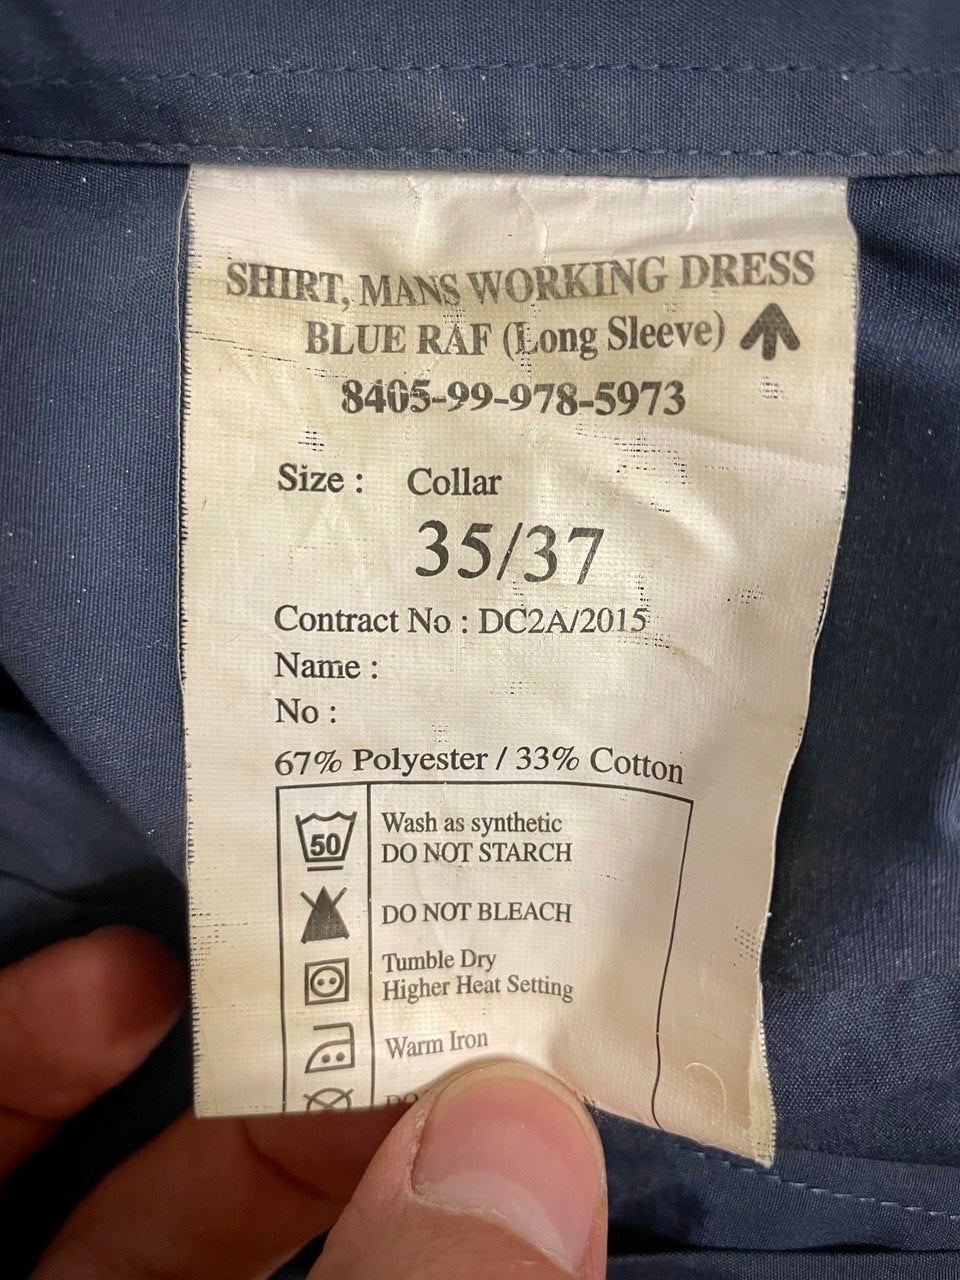 SHIRT, MANS WORKING DRESS
BLUE RAF (Long Sleeve)
8405-99-978-5973
Size : Collar
35/37
Contract No : DC2A/2015
Name :
No :
67% Polyester / 33% Cotton
50
Wash as synthetic
DO NOT STARCH
DO NOT BLEACH
Tumble Dry
Higher Heat Setting
Warm Iron